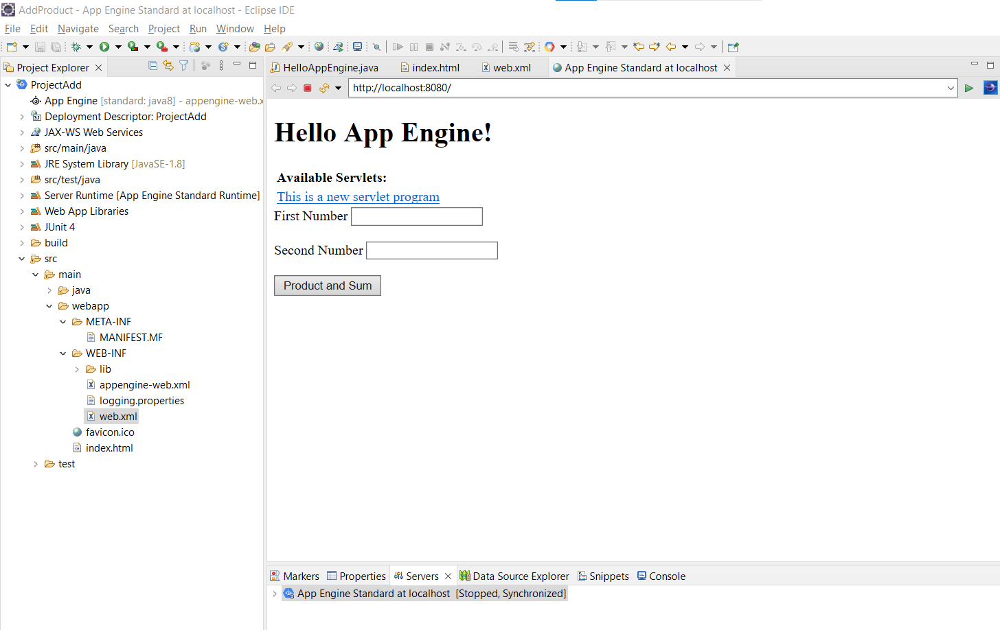 AddProduct - App Engine Standard at localhost - Eclipse IDE
File Edit Navigate Search Project Run Window Help
Project Explorer
ProjectAdd
App Engine [standard: java8] - appengine-web.x
Deployment Descriptor: ProjectAdd
JAX-WS Web Services
src/main/java
JRE System Library [JavaSE-1.8]
src/test/java
Server Runtime [App Engine Standard Runtime]
Web App Libraries
JUnit 4
build
src
main
java
webapp
META-INF
MANIFEST.MF
WEB-INF
lib
appengine-web.xml
logging.properties
web.xml
favicon.ico
index.html
test
HelloAppEngine.java index.html web.xml App Engine Standard at localhost
http://localhost:8080/
Hello App Engine!
Available Servlets:
This is a new servlet program
First Number
Second Number
Product and Sum
Markers Properties Servers Data Source Explorer Snippets Console
App Engine Standard at localhost [Stopped, Synchronized]